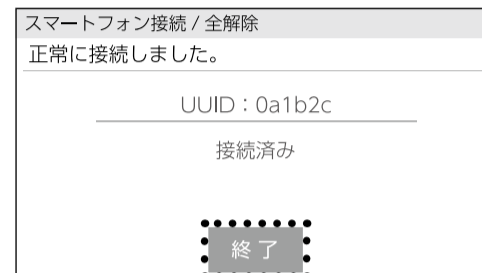 スマートフォン接続 / 全解除
正常に接続しました。
UUID：0a1b2c
接続済み
終了